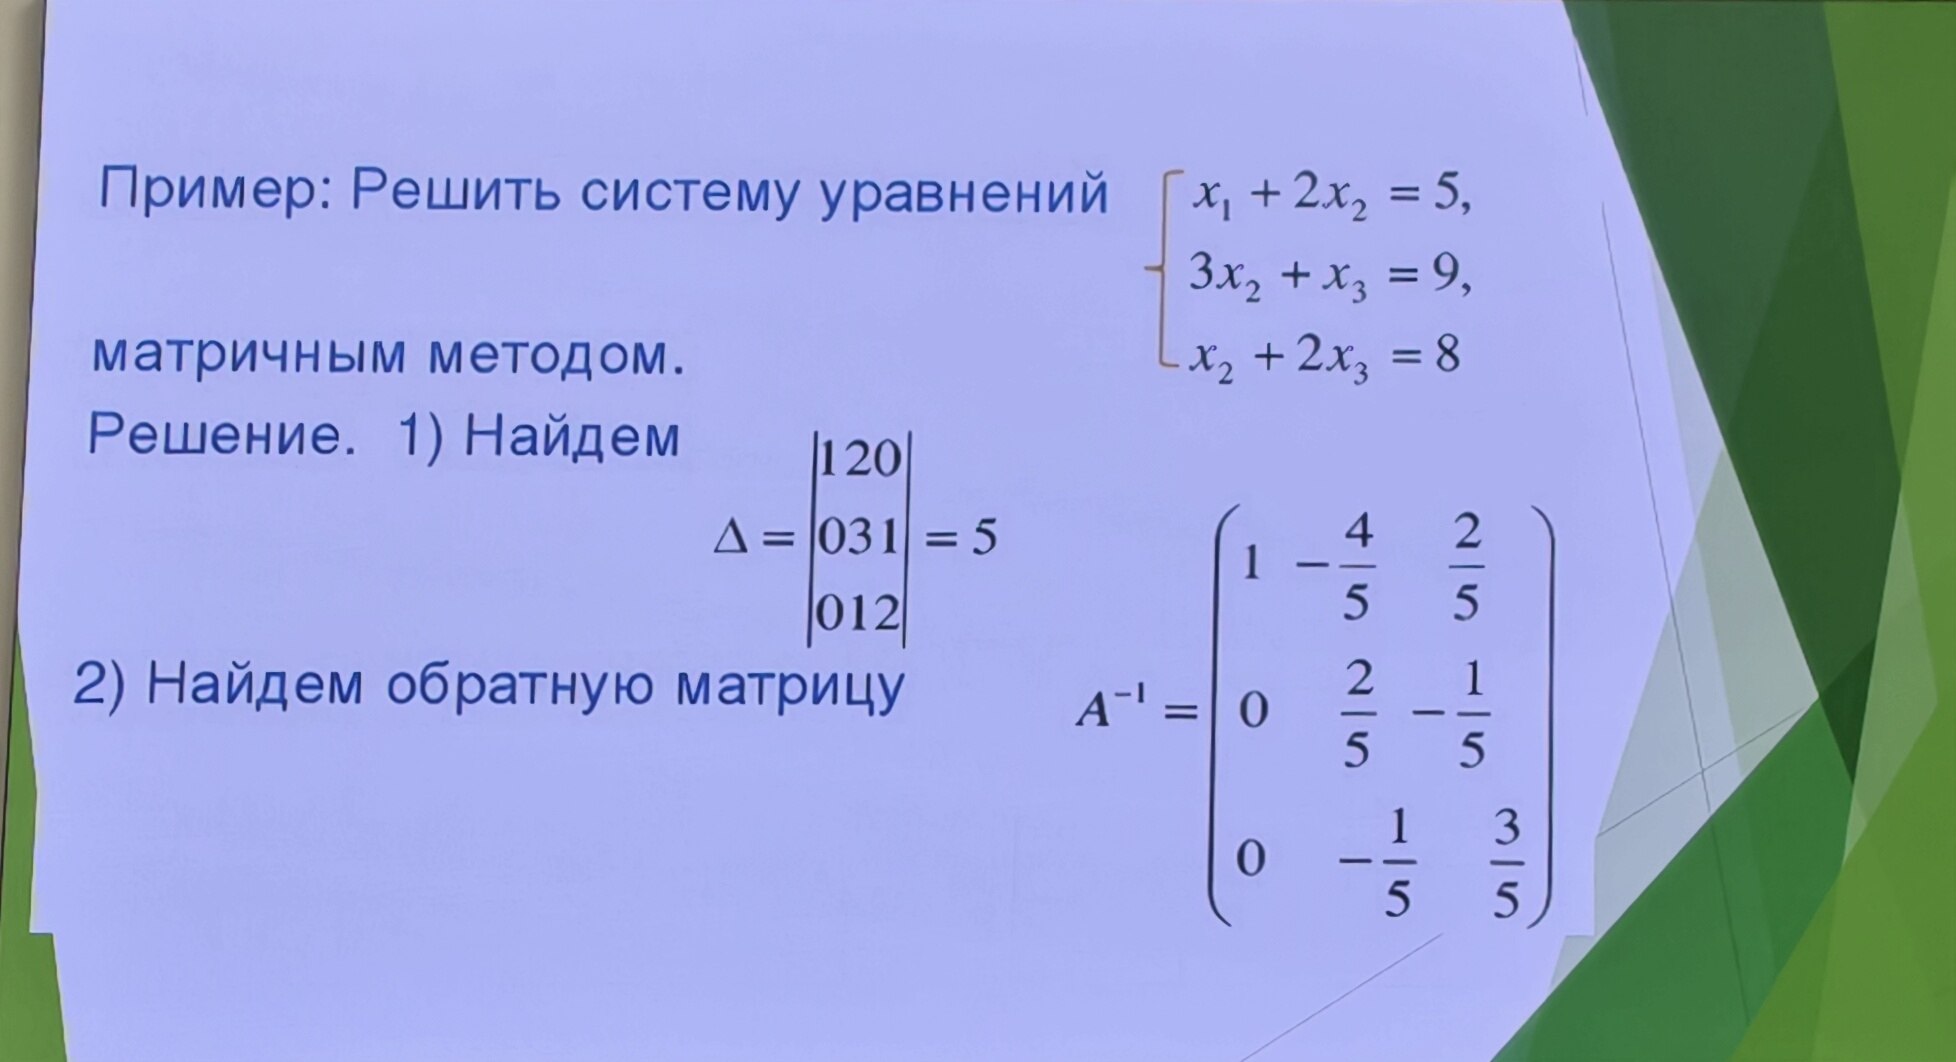 Пример: Решить систему уравнений
x₁ + 2x₂ = 5,
3x₂ + x₃ = 9,
x₂ + 2x₃ = 8
матричным методом.
Решение. 1) Найдем
Δ = |120|
|031| = 5
|012|
2) Найдем обратную матрицу
A⁻¹ =
1 −4/5 2/5
0 2/5 −1/5
0 −1/5 3/5